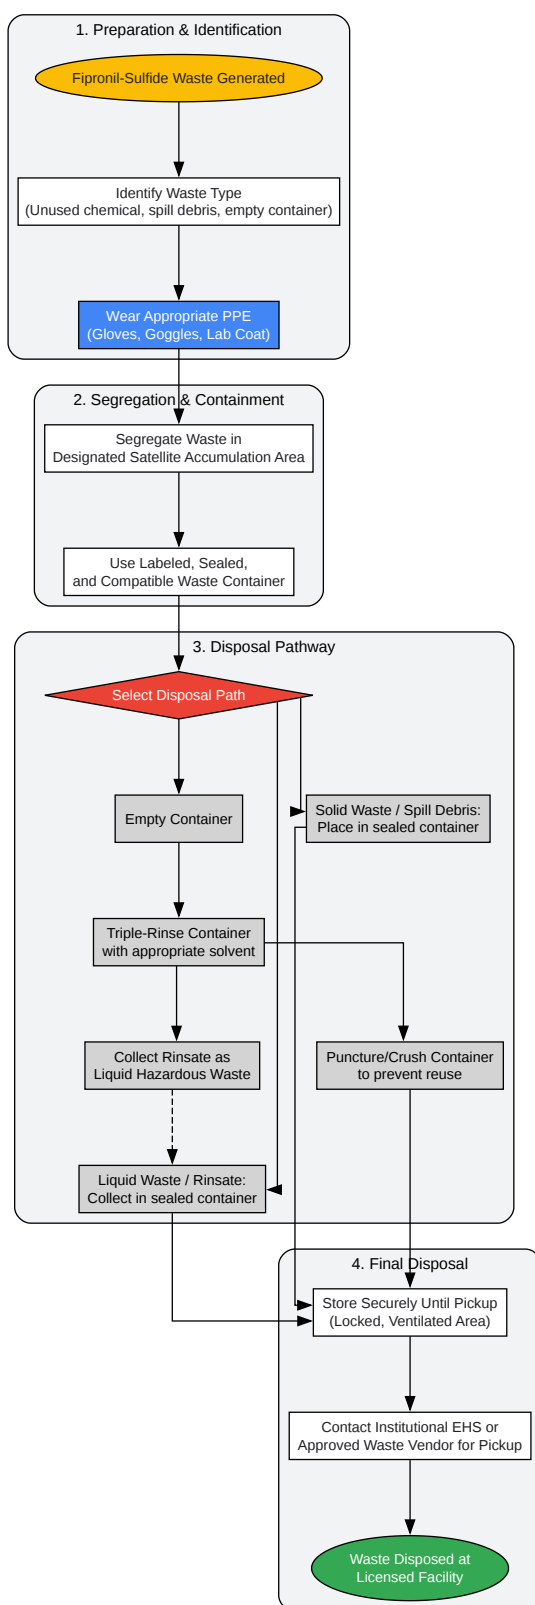 1. Preparation & Identification
Fipronil-Sulfide Waste Generated
Identify Waste Type
(Unused chemical, spill debris, empty container)
Wear Appropriate PPE
(Gloves, Goggles, Lab Coat)
2. Segregation & Containment
Segregate Waste in
Designated Satellite Accumulation Area
Use Labeled, Sealed,
and Compatible Waste Container
3. Disposal Pathway
Select Disposal Path
Empty Container
Solid Waste / Spill Debris:
Place in sealed container
Triple-Rinse Container
with appropriate solvent
Collect Rinsate as
Liquid Hazardous Waste
Puncture/Crush Container
to prevent reuse
Liquid Waste / Rinsate:
Collect in sealed container
4. Final Disposal
Store Securely Until Pickup
(Locked, Ventilated Area)
Contact Institutional EHS or
Approved Waste Vendor for Pickup
Waste Disposed at
Licensed Facility